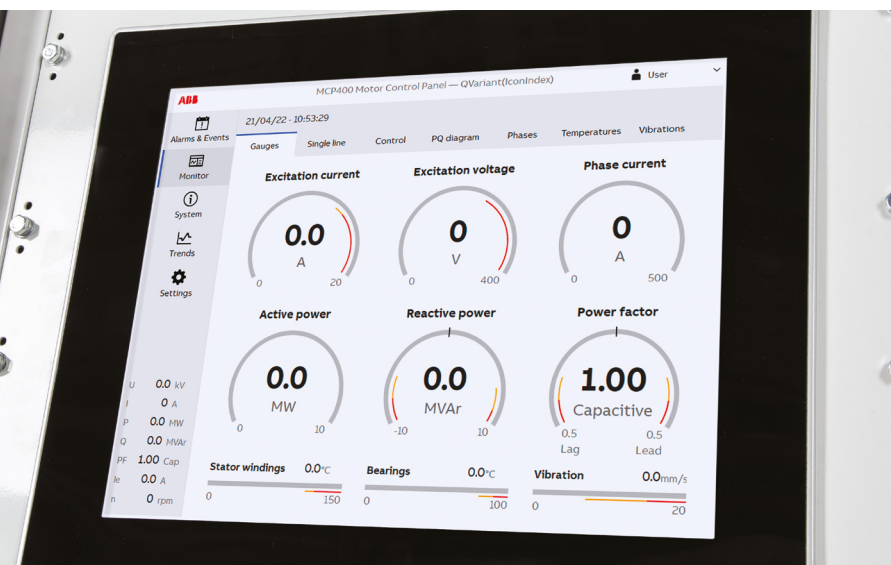 ABB
MCP400 Motor Control Panel — QVariant(IconIndex)
User
Alarms & Events
Monitor
System
Trends
Settings
U 0.0 kV
I 0 A
P 0.0 MW
Q 0.0 MVAr
PF 1.00 Cap
Ie 0.0 A
n 0 rpm
21/04/22 - 10:53:29
Gauges Single line Control PQ diagram Phases Temperatures Vibrations
Excitation current
0.0
A
0 20
Excitation voltage
0
V
0 400
Phase current
0
A
0 500
Active power
0.0
MW
0 10
Reactive power
0.0
MVAr
-10 10
Power factor
1.00
Capacitive
0.5 0.5
Lag Lead
Stator windings 0.0°C
0 150
Bearings 0.0°C
0 100
Vibration 0.0mm/s
0 20